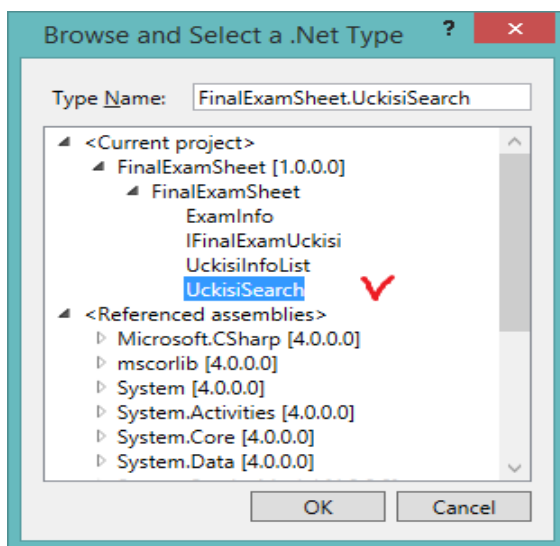 Browse and Select a .Net Type ? ×
Type Name: FinalExamSheet.UckisiSearch
<Current project>
FinalExamSheet [1.0.0.0]
FinalExamSheet
ExamInfo
IFinalExamUckisi
UckisiInfoList
UckisiSearch
<Referenced assemblies>
Microsoft.CSharp [4.0.0.0]
mscorlib [4.0.0.0]
System [4.0.0.0]
System.Activities [4.0.0.0]
System.Core [4.0.0.0]
System.Data [4.0.0.0]
OK Cancel